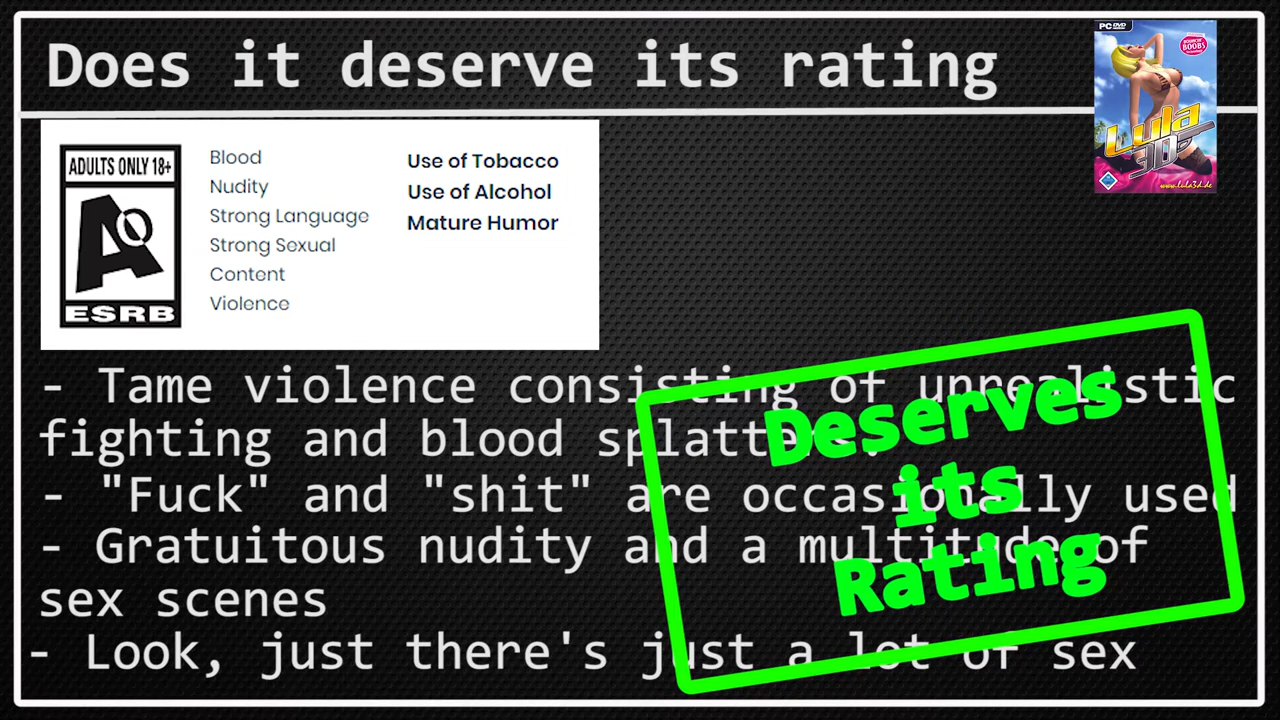 Does it deserve its rating
PC DVD
BOUNCIN'
BOOBS
Lula
3D
www.lula3d.de
ADULTS ONLY 18+
AO
ESRB
Blood
Nudity
Strong Language
Strong Sexual
Content
Violence
Use of Tobacco
Use of Alcohol
Mature Humor
- Tame violence consisting of unrealistic
fighting and blood splatters.
- "Fuck" and "shit" are occasionally used
- Gratuitous nudity and a multitude of
sex scenes
- Look, just there's just a lot of sex
Deserves
its
Rating